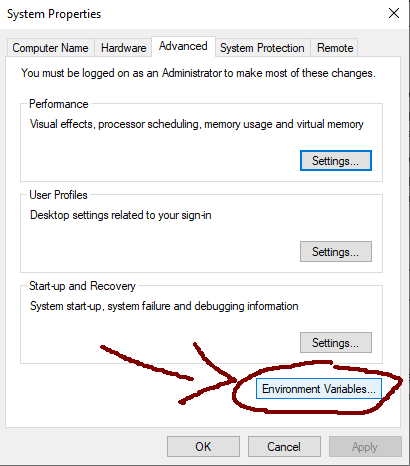 System Properties
Computer Name Hardware Advanced System Protection Remote
You must be logged on as an Administrator to make most of these changes.
Performance
Visual effects, processor scheduling, memory usage and virtual memory
Settings...
User Profiles
Desktop settings related to your sign-in
Settings...
Start-up and Recovery
System start-up, system failure and debugging information
Settings...
Environment Variables...
OK Cancel Apply